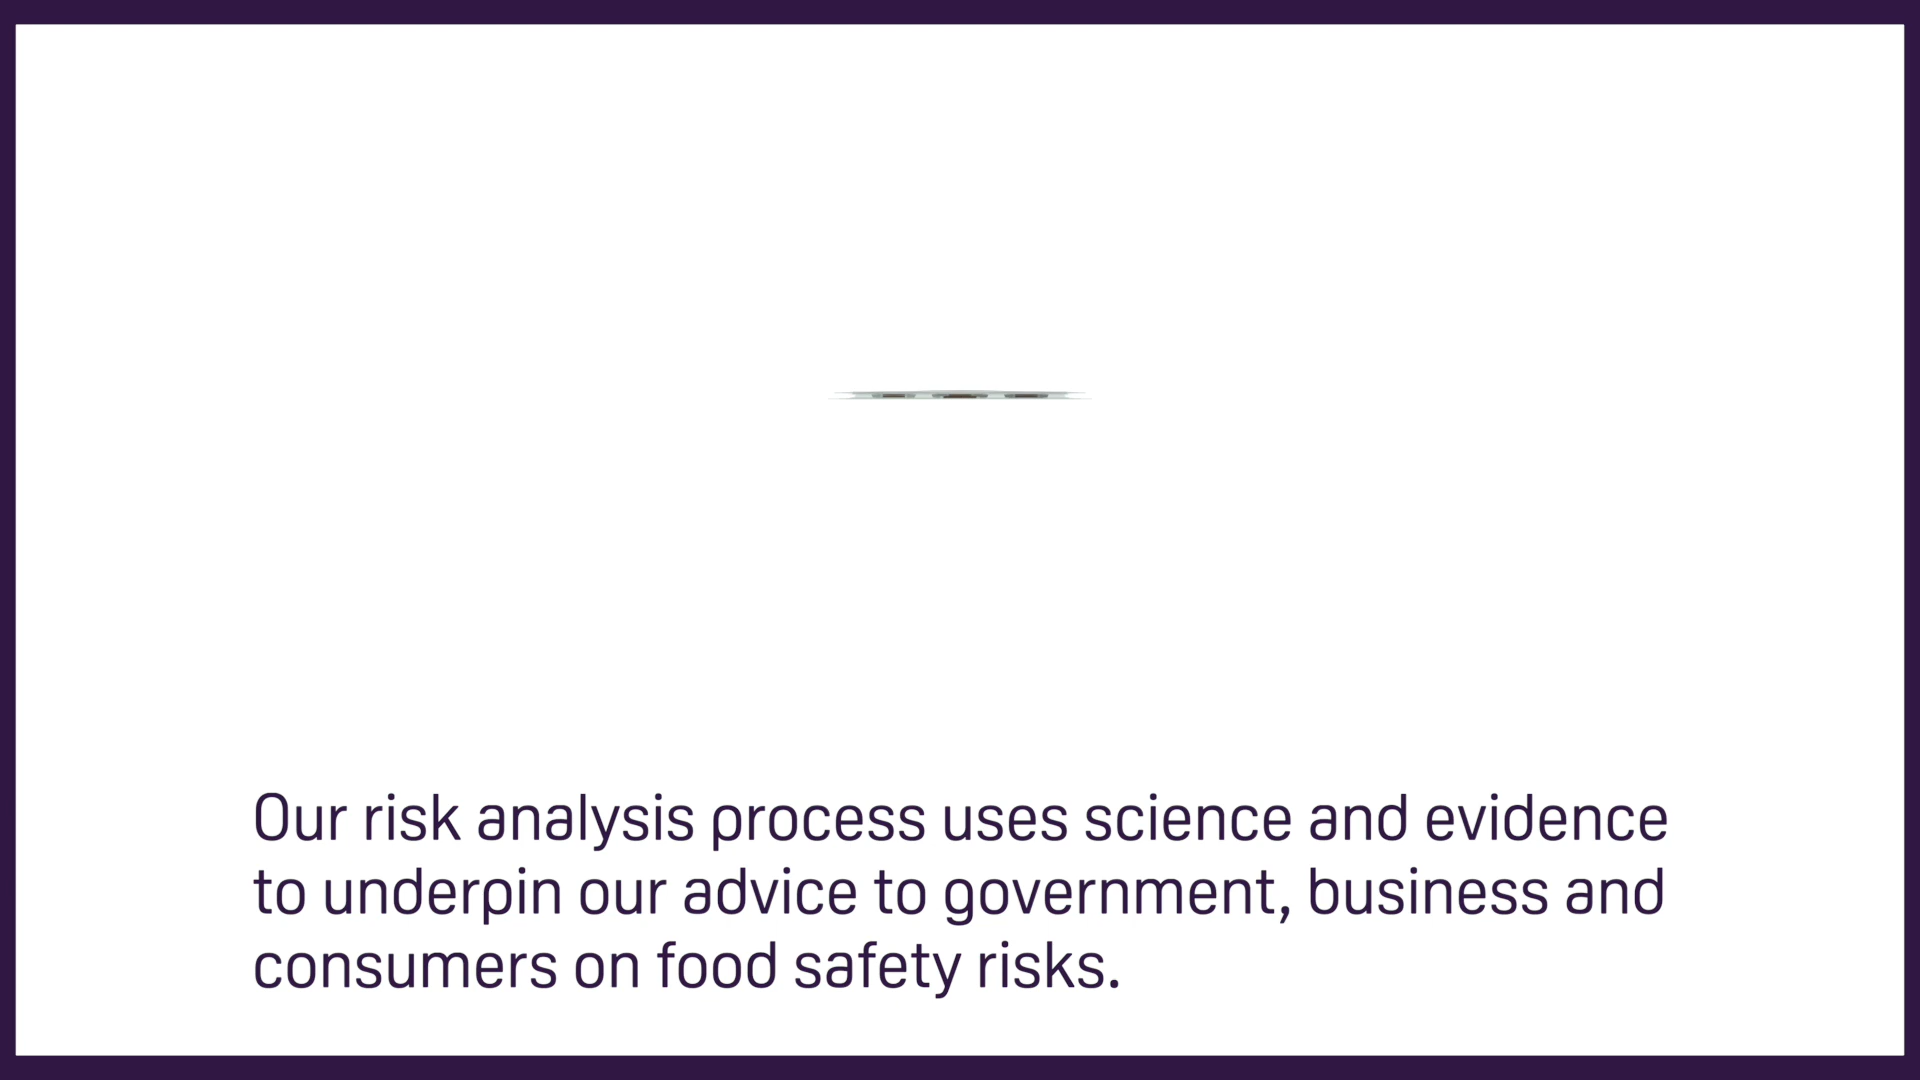 Our risk analysis process uses science and evidence
to underpin our advice to government, business and
consumers on food safety risks.